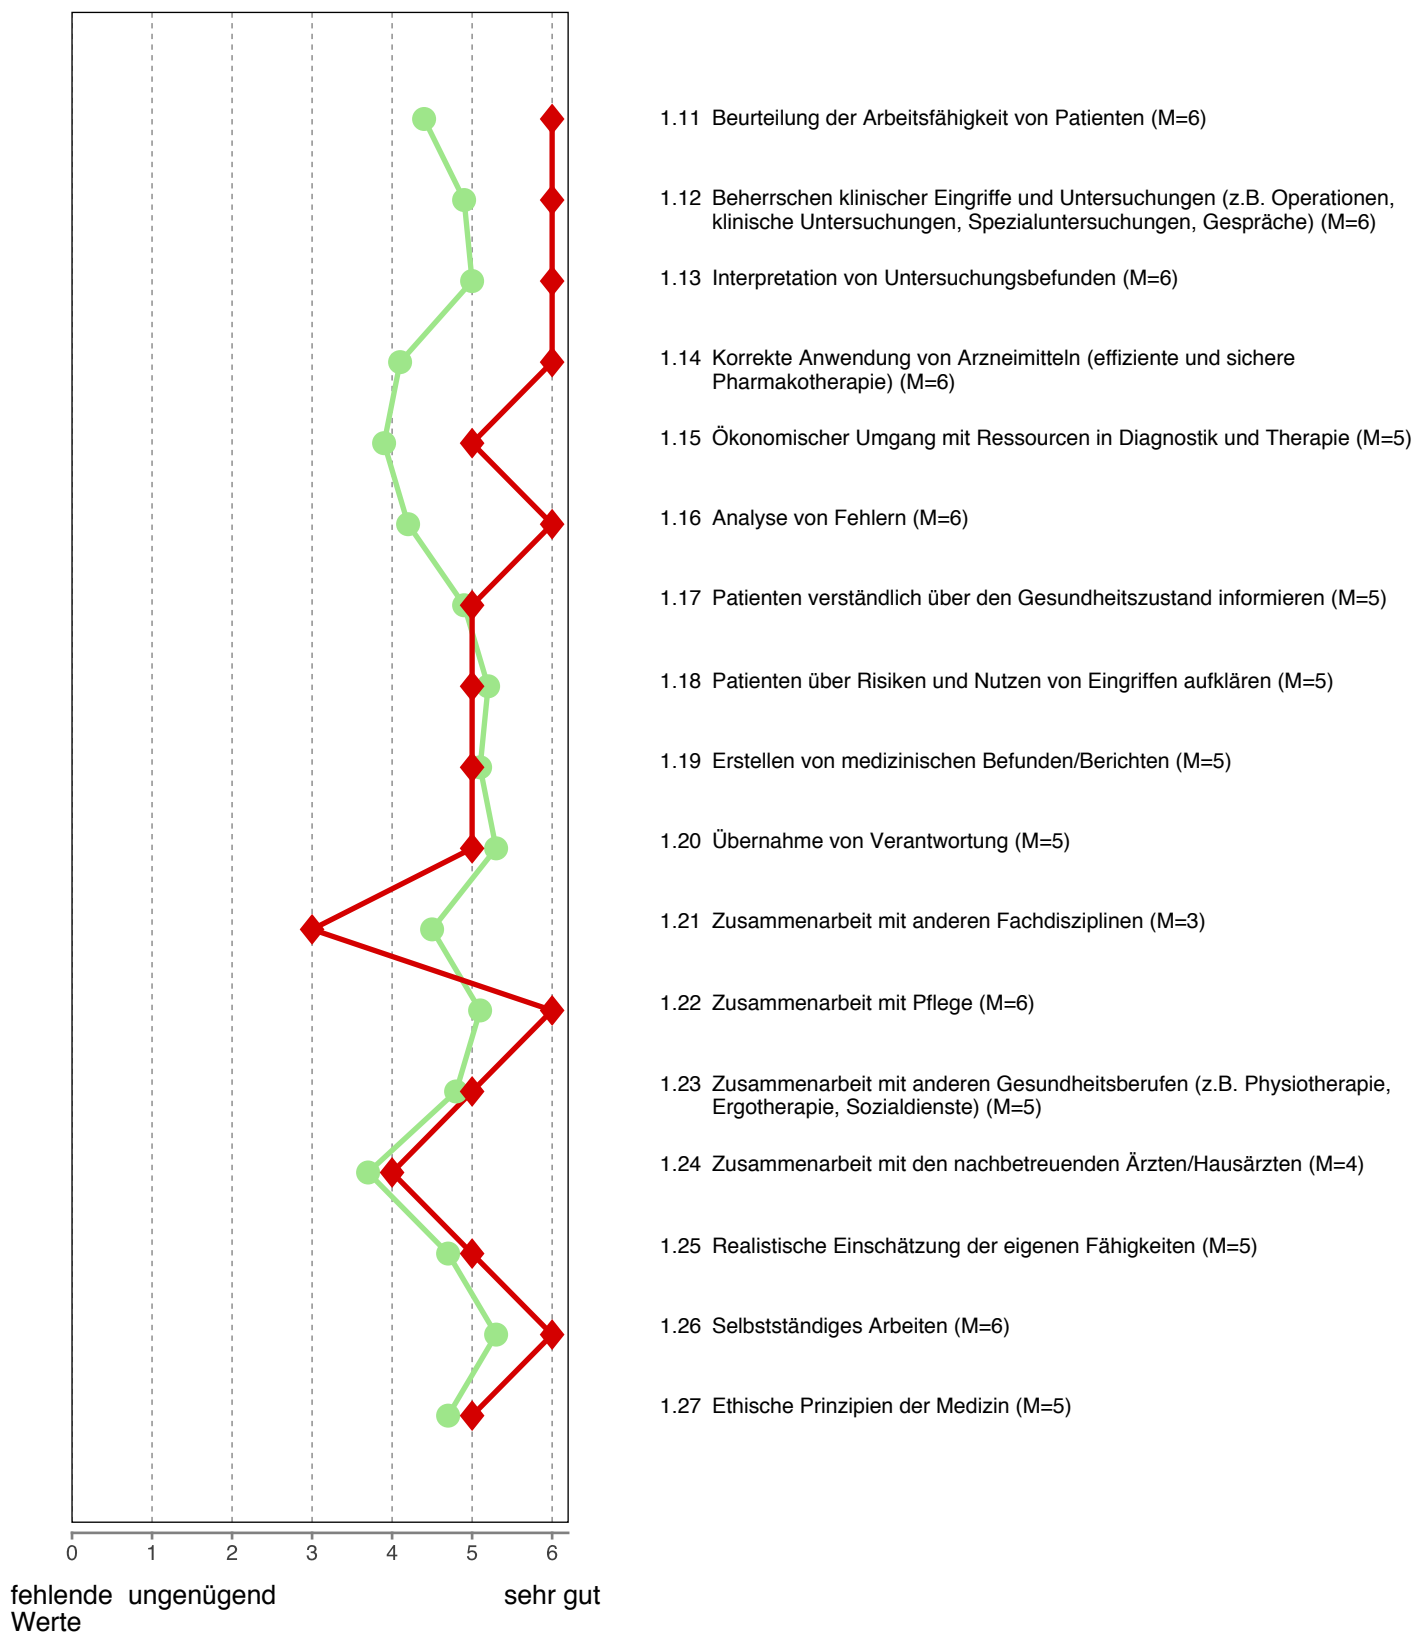 1.11 Beurteilung der Arbeitsfähigkeit von Patienten (M=6)
1.12 Beherrschen klinischer Eingriffe und Untersuchungen (z.B. Operationen,
klinische Untersuchungen, Spezialuntersuchungen, Gespräche) (M=6)
1.13 Interpretation von Untersuchungsbefunden (M=6)
1.14 Korrekte Anwendung von Arzneimitteln (effiziente und sichere
Pharmakotherapie) (M=6)
1.15 Ökonomischer Umgang mit Ressourcen in Diagnostik und Therapie (M=5)
1.16 Analyse von Fehlern (M=6)
1.17 Patienten verständlich über den Gesundheitszustand informieren (M=5)
1.18 Patienten über Risiken und Nutzen von Eingriffen aufklären (M=5)
1.19 Erstellen von medizinischen Befunden/Berichten (M=5)
1.20 Übernahme von Verantwortung (M=5)
1.21 Zusammenarbeit mit anderen Fachdisziplinen (M=3)
1.22 Zusammenarbeit mit Pflege (M=6)
1.23 Zusammenarbeit mit anderen Gesundheitsberufen (z.B. Physiotherapie,
Ergotherapie, Sozialdienste) (M=5)
1.24 Zusammenarbeit mit den nachbetreuenden Ärzten/Hausärzten (M=4)
1.25 Realistische Einschätzung der eigenen Fähigkeiten (M=5)
1.26 Selbstständiges Arbeiten (M=6)
1.27 Ethische Prinzipien der Medizin (M=5)
0 1 2 3 4 5 6
fehlende ungenügend sehr gut
Werte